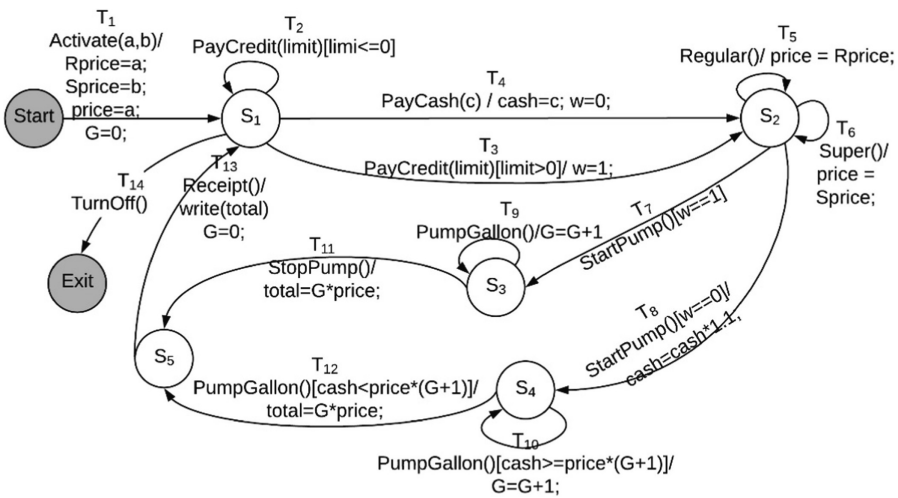 T1
Activate(a,b)/
Rprice=a;
Sprice=b;
price=a;
G=0;
Start
T2
PayCredit(limit)[limi<=0]
S1
T4
PayCash(c) / cash=c; w=0;
T3
PayCredit(limit)[limit>0]/ w=1;
T5
Regular()/ price = Rprice;
S2
T6
Super()/
price =
Sprice;
T13
Receipt()/
write(total)
G=0;
T14
TurnOff()
Exit
T7
StartPump()[w==1]
T9
PumpGallon()/G=G+1
S3
T11
StopPump()/
total=G*price;
T8
StartPump()[w==0]/
cash=cash*1.1;
S5
T12
PumpGallon()[cash<price*(G+1)]/
total=G*price;
S4
T10
PumpGallon()[cash>=price*(G+1)]/
G=G+1;